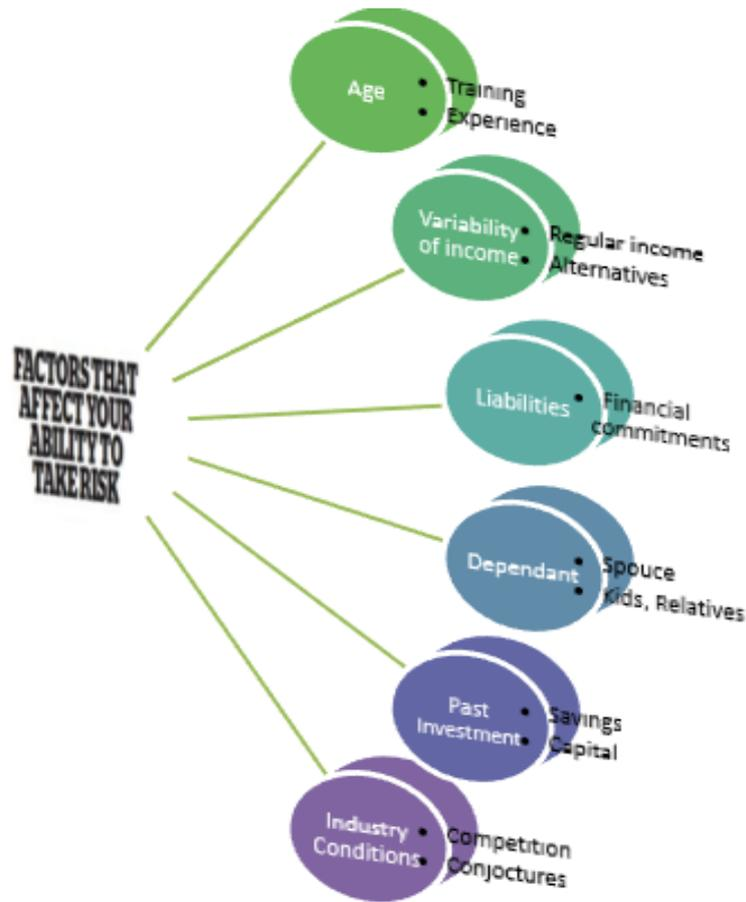 FACTORS THAT
AFFECT YOUR
ABILITY TO
TAKE RISK
Age
• Training
• Experience
Variability
of income
• Regular income
• Alternatives
Liabilities
• Financial
commitments
Dependant
• Spouce
• Kids, Relatives
Past
Investment
• Savings
• Capital
Industry
Conditions
• Competition
• Conjoctures